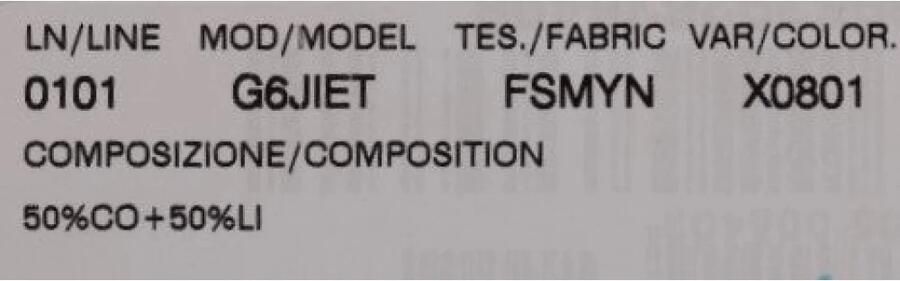 LN/LINE MOD/MODEL TES./FABRIC VAR/COLOR.
0101 G6JIET FSMYN X0801
COMPOSIZIONE/COMPOSITION
50%CO+50%LI